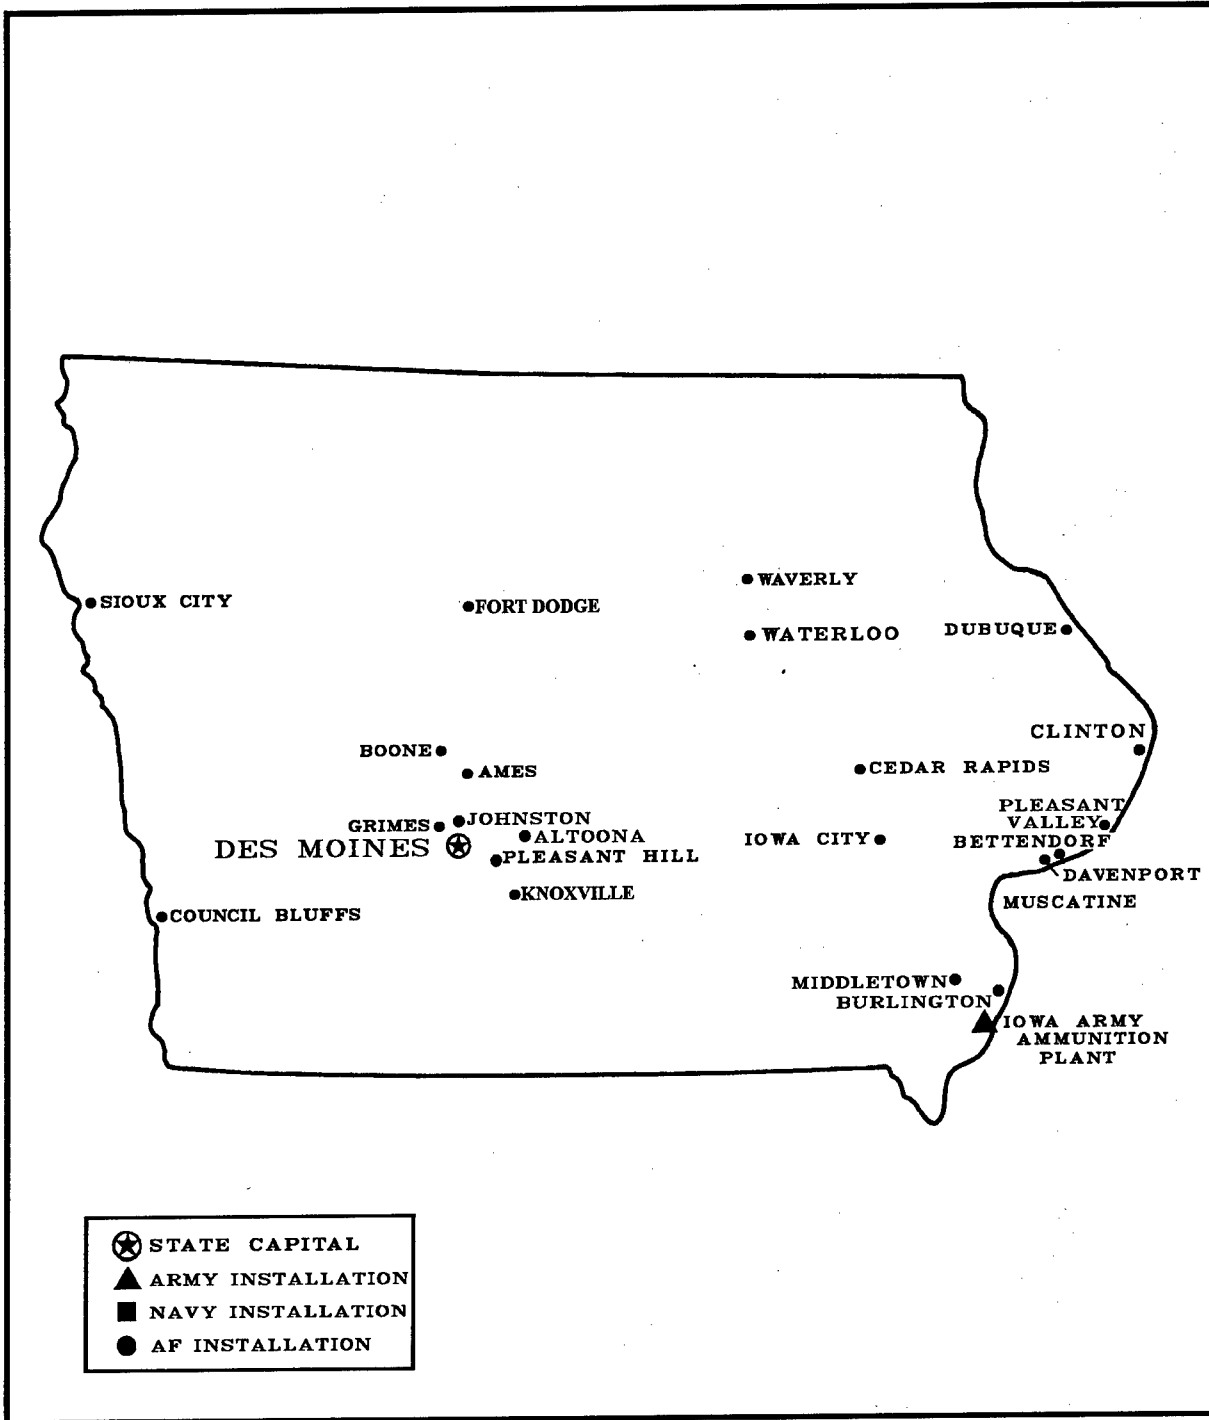 WAVERLY
SIOUX CITY
FORT DODGE
WATERLOO
DUBUQUE
CLINTON
BOONE
AMES
CEDAR RAPIDS
PLEASANT
VALLEY
JOHNSTON
GRIMES
ALTOONA
IOWA CITY
BETTENDORF
DES MOINES
PLEASANT HILL
DAVENPORT
KNOXVILLE
MUSCATINE
COUNCIL BLUFFS
MIDDLETOWN
BURLINGTON
IOWA ARMY
AMMUNITION
PLANT
STATE CAPITAL
ARMY INSTALLATION
NAVY INSTALLATION
AF INSTALLATION